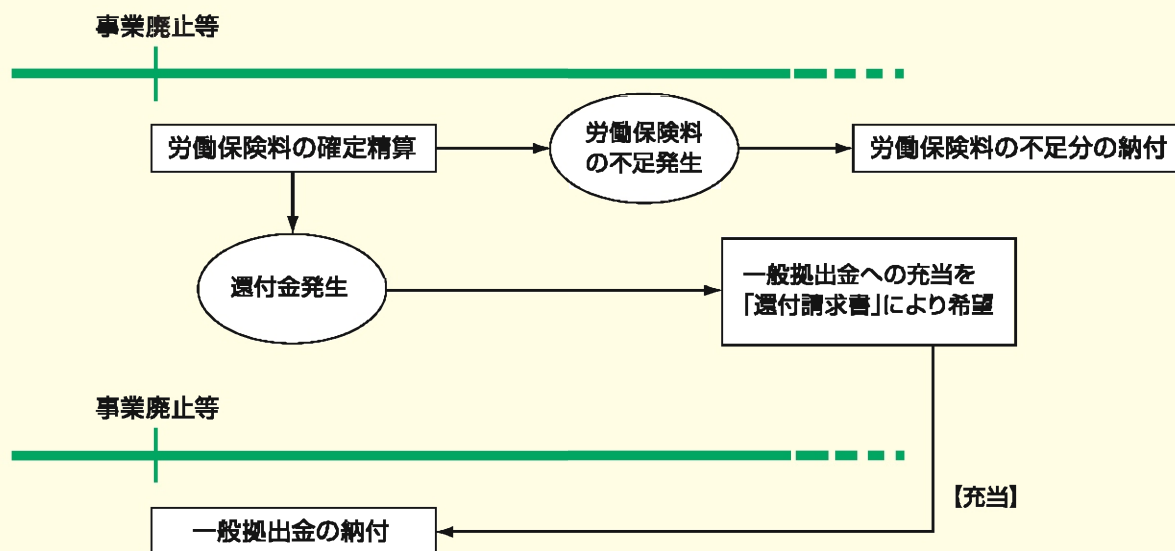 事業廃止等
労働保険料の確定精算
労働保険料
の不足発生
労働保険料の不足分の納付
還付金発生
一般拠出金への充当を
「還付請求書」により希望
事業廃止等
【充当】
一般拠出金の納付